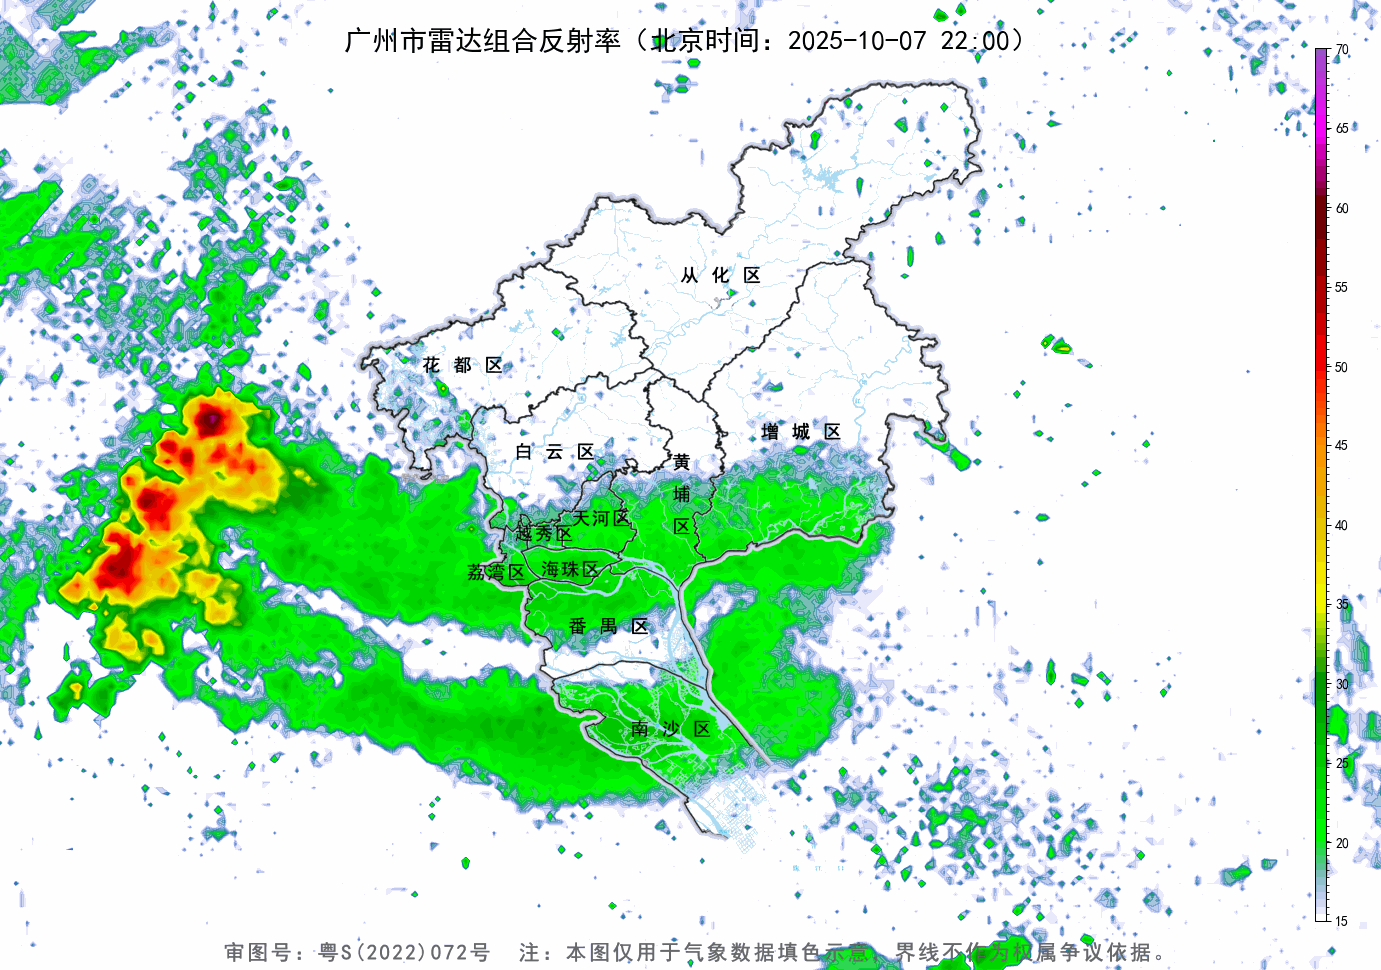 广州市雷达组合反射率（北京时间：2025-10-07 22:00）
70
65
60
55
50
45
40
35
30
25
20
15
从化区
花都区
增城区
白云区
黄埔区
天河区
越秀区
荔湾区
海珠区
番禺区
南沙区
审图号：粤S(2022)072号 注：本图仅用于气象数据填色示意，界线不作为权属争议依据。